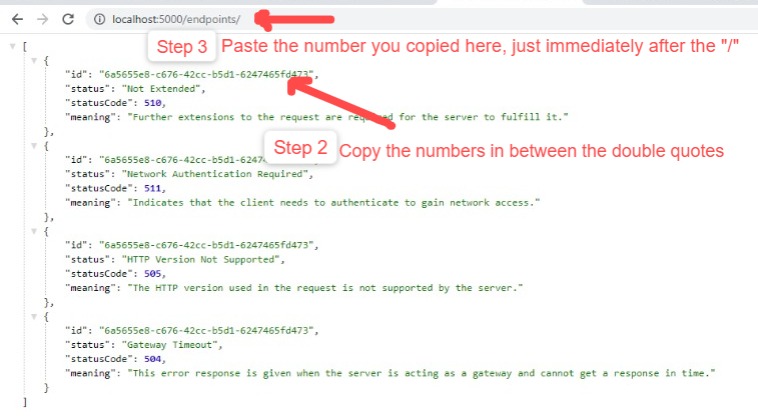 localhost:5000/endpoints/
Step 3 Paste the number you copied here, just immediately after the "/"
[
{
"id": "6a5655e8-c676-42cc-b5d1-6247465fd473",
"status": "Not Extended",
"statusCode": 510,
"meaning": "Further extensions to the request are required for the server to fulfill it."
},
Step 2 Copy the numbers in between the double quotes
{
"id": "6a5655e8-c676-42cc-b5d1-6247
"status": "Network Authentication Required",
"statusCode": 511,
"meaning": "Indicates that the client needs to authenticate to gain network access."
},
{
"id": "6a5655e8-c676-42cc-b5d1-6247465fd473",
"status": "HTTP Version Not Supported",
"statusCode": 505,
"meaning": "The HTTP version used in the request is not supported by the server."
},
{
"id": "6a5655e8-c676-42cc-b5d1-6247465fd473",
"status": "Gateway Timeout",
"statusCode": 504,
"meaning": "This error response is given when the server is acting as a gateway and cannot get a response in time."
}
]